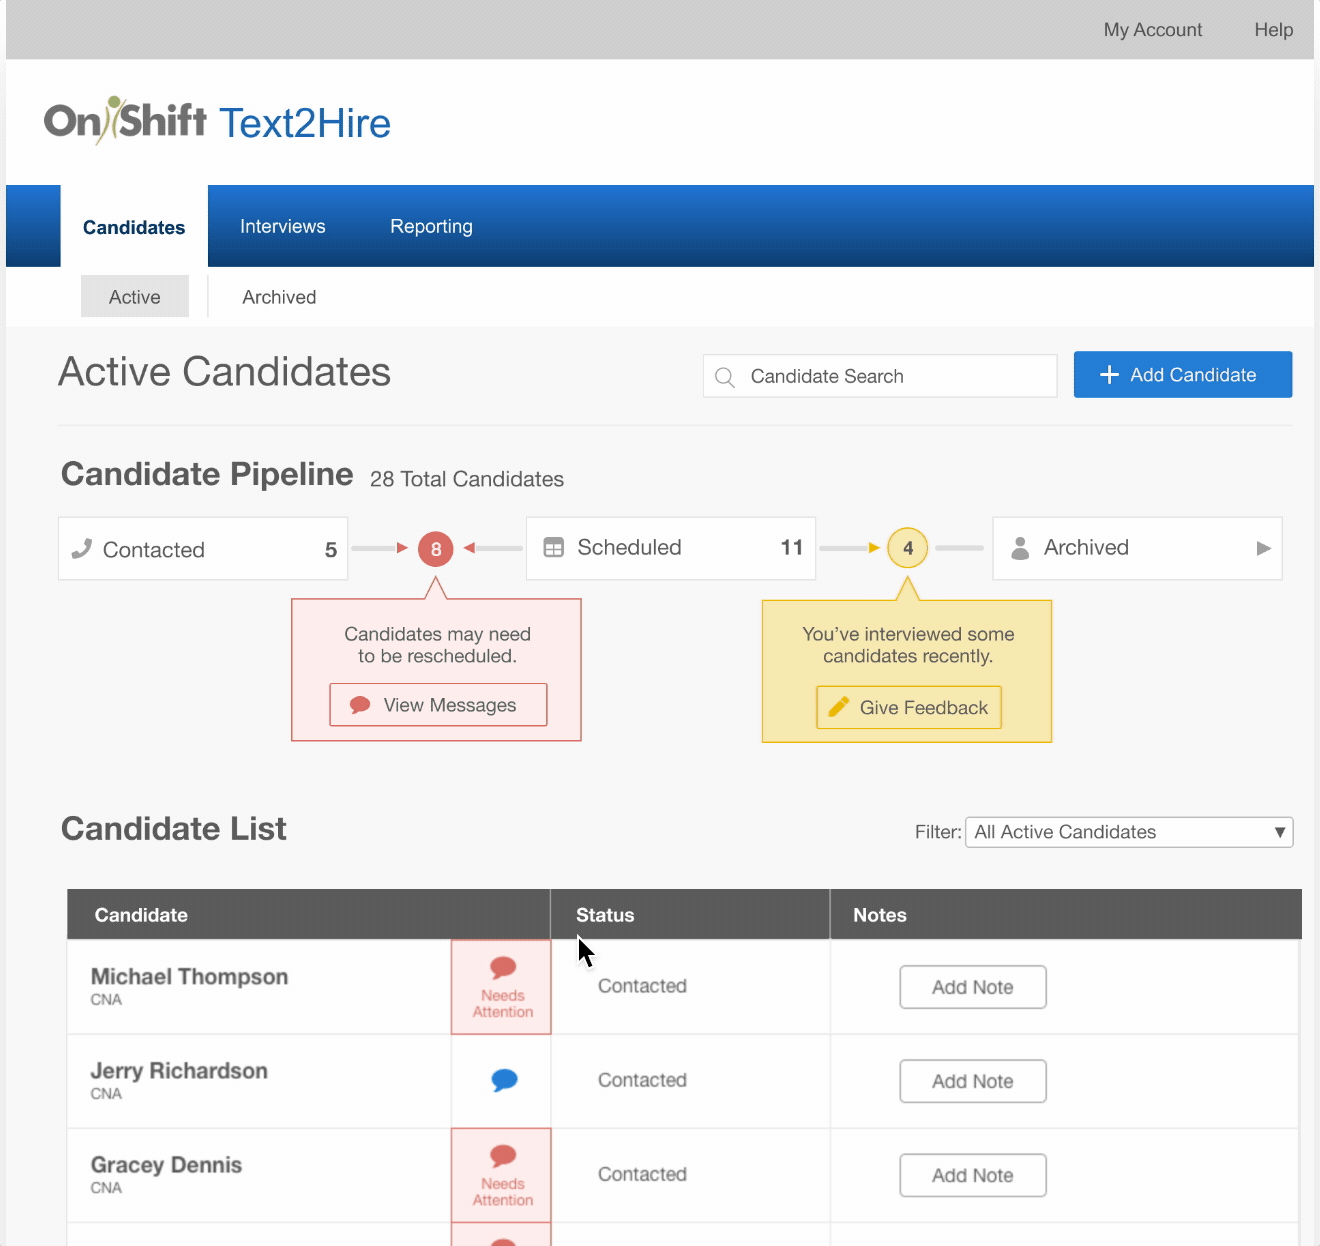 My Account Help
OnShift Text2Hire
Candidates Interviews Reporting
Active Archived
Active Candidates
Candidate Search
+ Add Candidate
Candidate Pipeline 28 Total Candidates
Contacted 5
8
Scheduled 11
4
Archived
Candidates may need
to be rescheduled.
View Messages
You’ve interviewed some
candidates recently.
Give Feedback
Candidate List
Filter: All Active Candidates
Candidate Status Notes
Michael Thompson
CNA
Needs
Attention
Contacted
Add Note
Jerry Richardson
CNA
Contacted
Add Note
Gracey Dennis
CNA
Needs
Attention
Contacted
Add Note